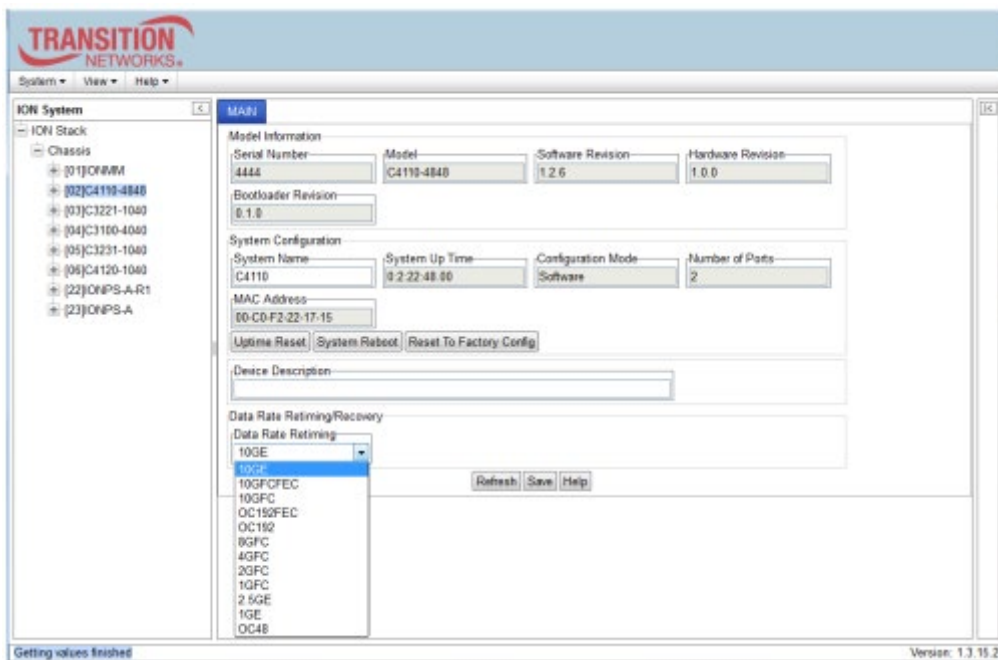 TRANSITION
NETWORKS.
System View Help
ION System
ION Stack
Chassis
[01]IONMM
[02]C4110-4848
[03]C3221-1040
[04]C3100-4040
[05]C3231-1040
[06]C4120-1040
[22]IONPS-A-R1
[23]IONPS-A
MAIN
Model Information
Serial Number Model Software Revision Hardware Revision
4444 C4110-4848 1.2.6 1.0.0
Bootloader Revision
0.1.0
System Configuration
System Name System Up Time Configuration Mode Number of Ports
C4110 0:2:22:48.00 Software 2
MAC Address
00-C0-F2-22-17-15
Uptime Reset System Reboot Reset To Factory Config
Device Description
Data Rate Retiming/Recovery
Data Rate Retiming
10GE
10GE
10GFCFEC
10GFC
OC192FEC
OC192
8GFC
4GFC
2GFC
1GFC
2.5GE
1GE
OC48
Refresh Save Help
Getting values finished
Version: 1.3.15.2